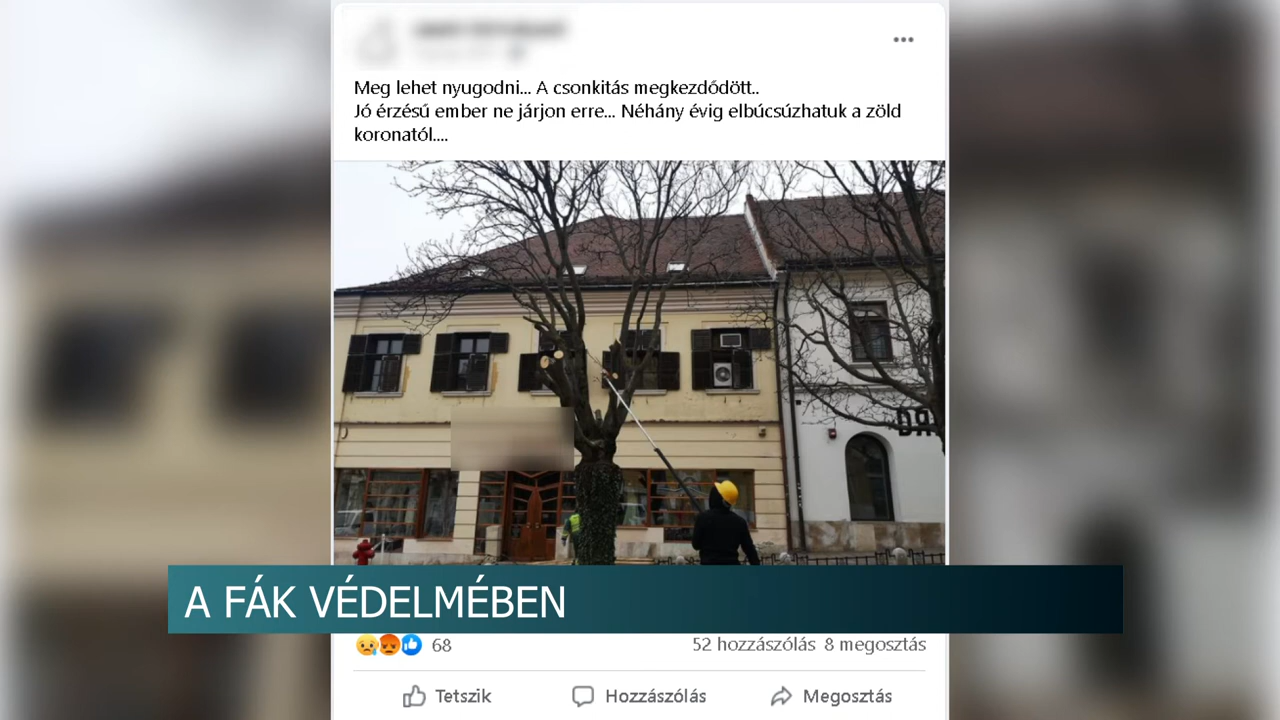 Meg lehet nyugodni... A csonkitás megkezdődött..
Jó érzésű ember ne járjon erre... Néhány évig elbúcsúzhatuk a zöld
koronatól....
A FÁK VÉDELMÉBEN
68
52 hozzászólás 8 megosztás
Tetszik
Hozzászólás
Megosztás